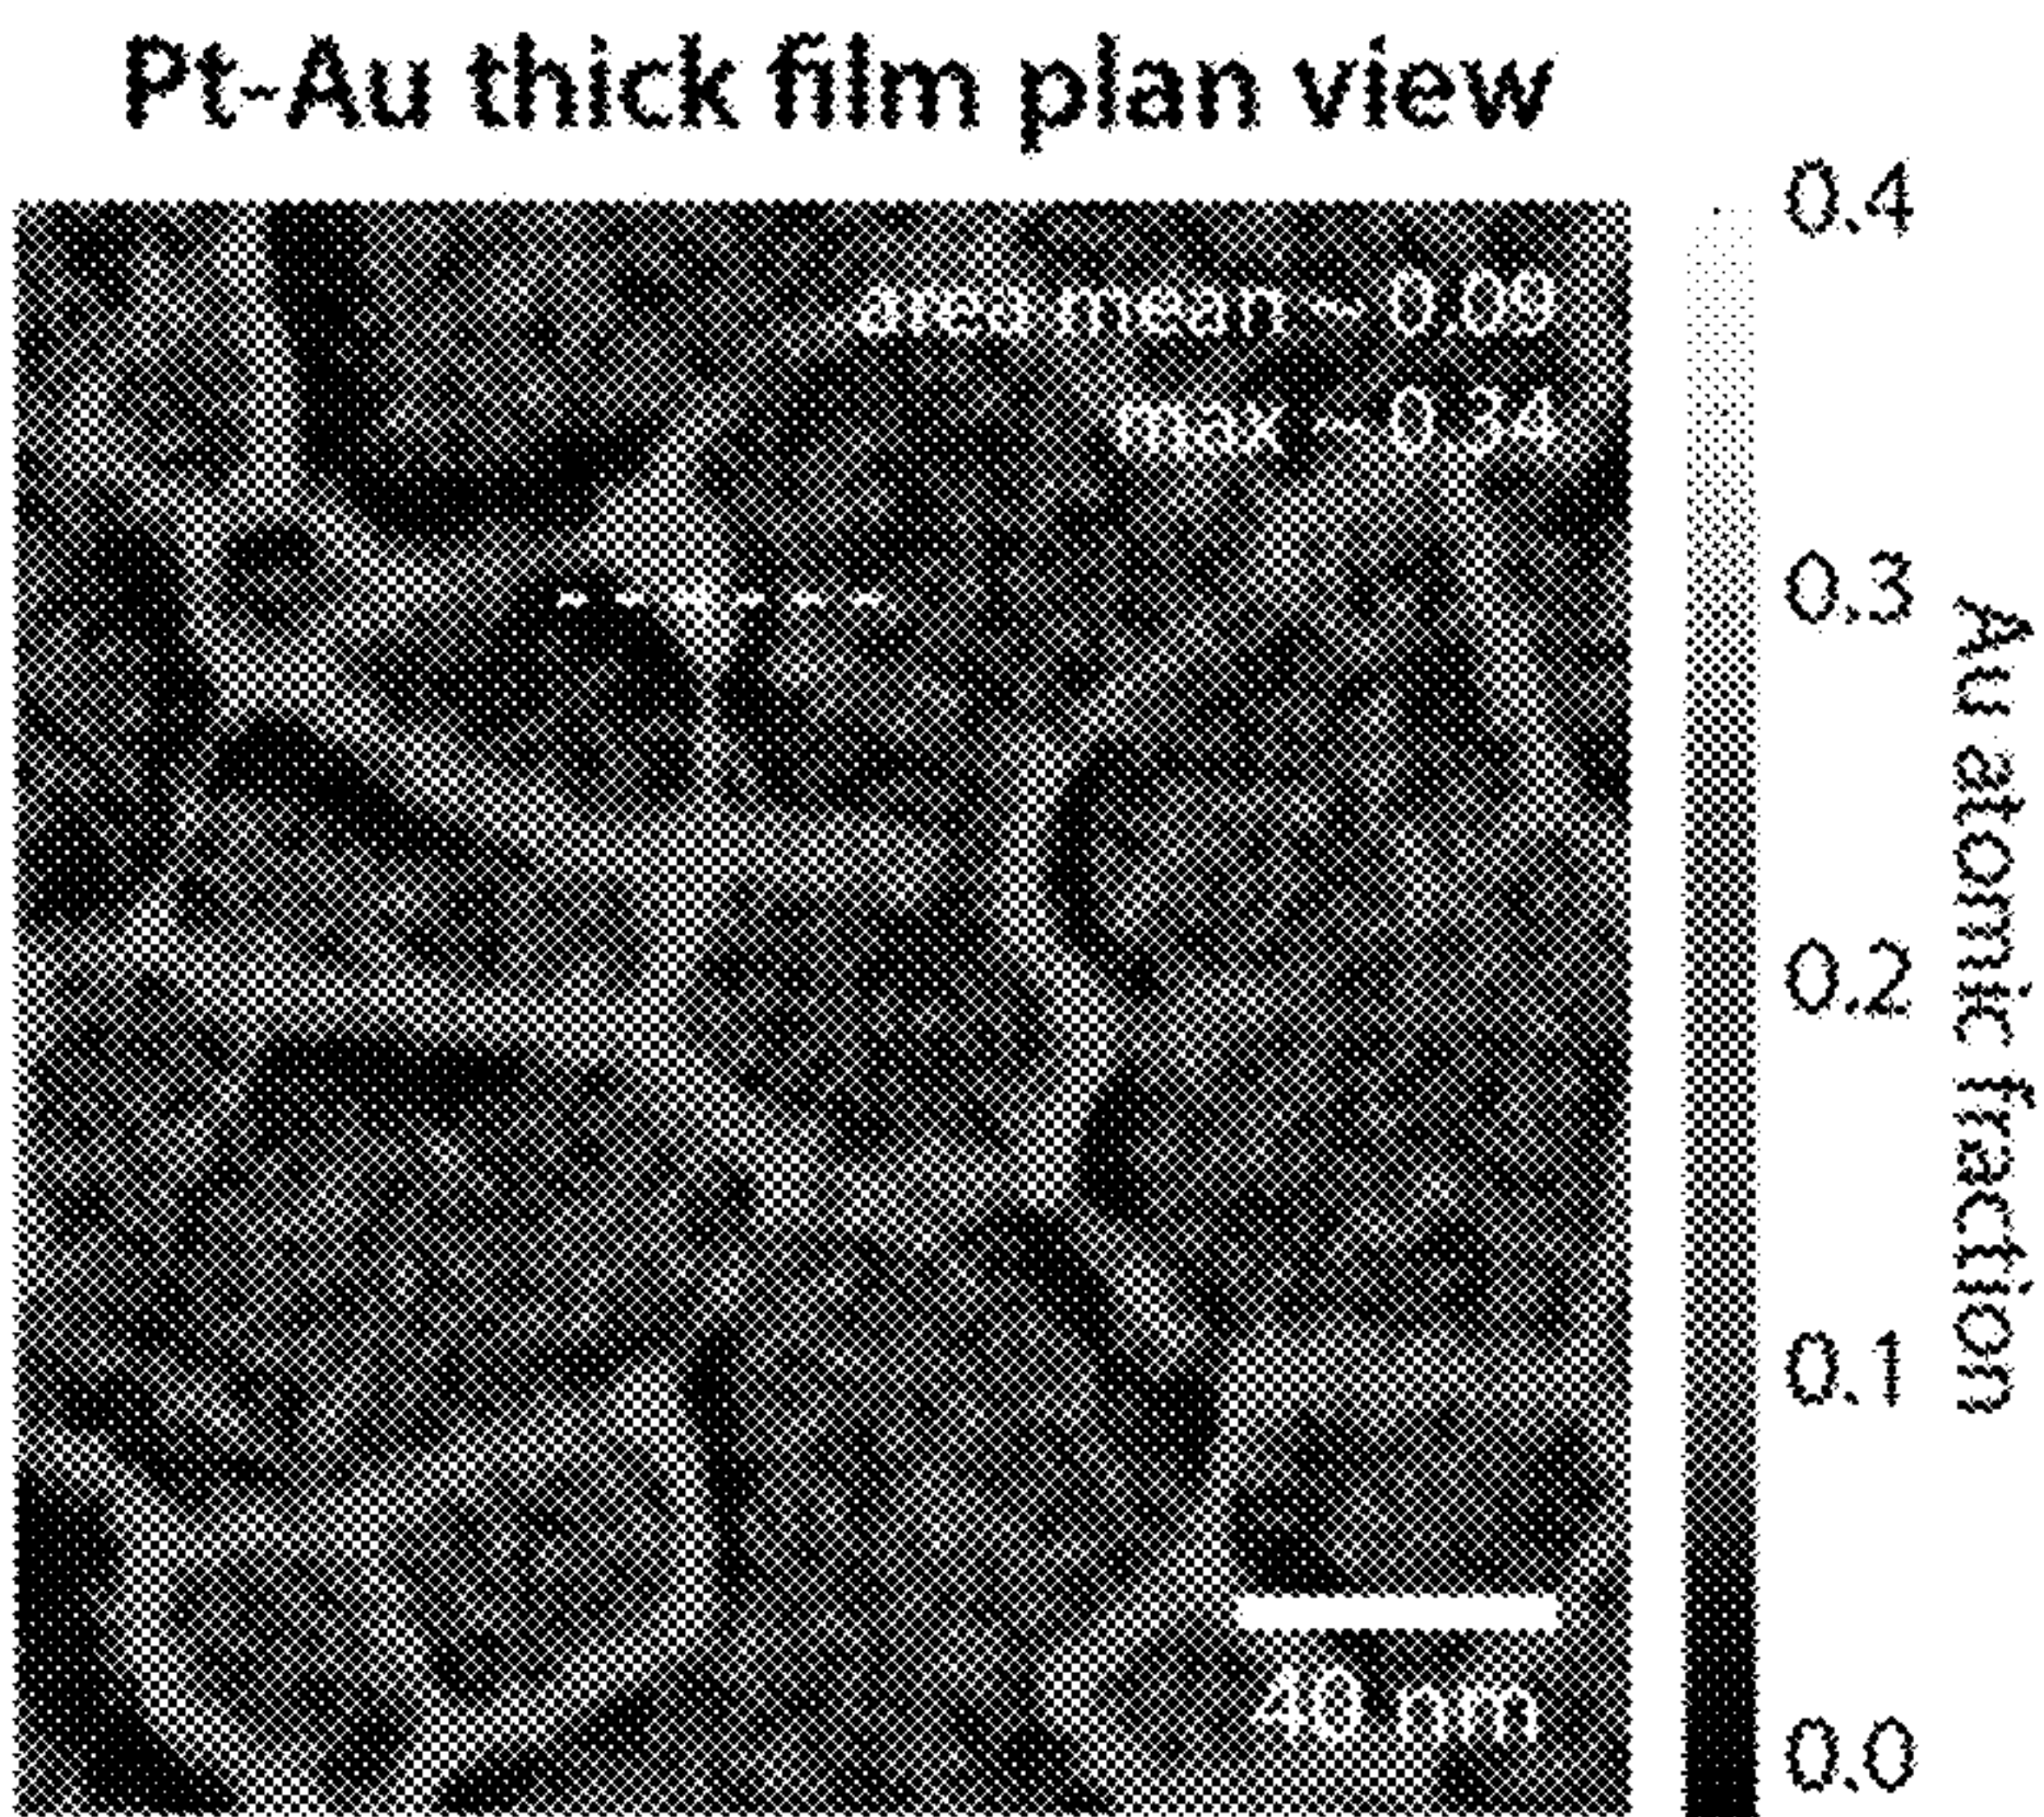 Pt-Au thick film plan view
area mean ~ 0.09
max ~ 0.34
40 nm
0.4
0.3
0.2
0.1
0.0
Au atomic fraction